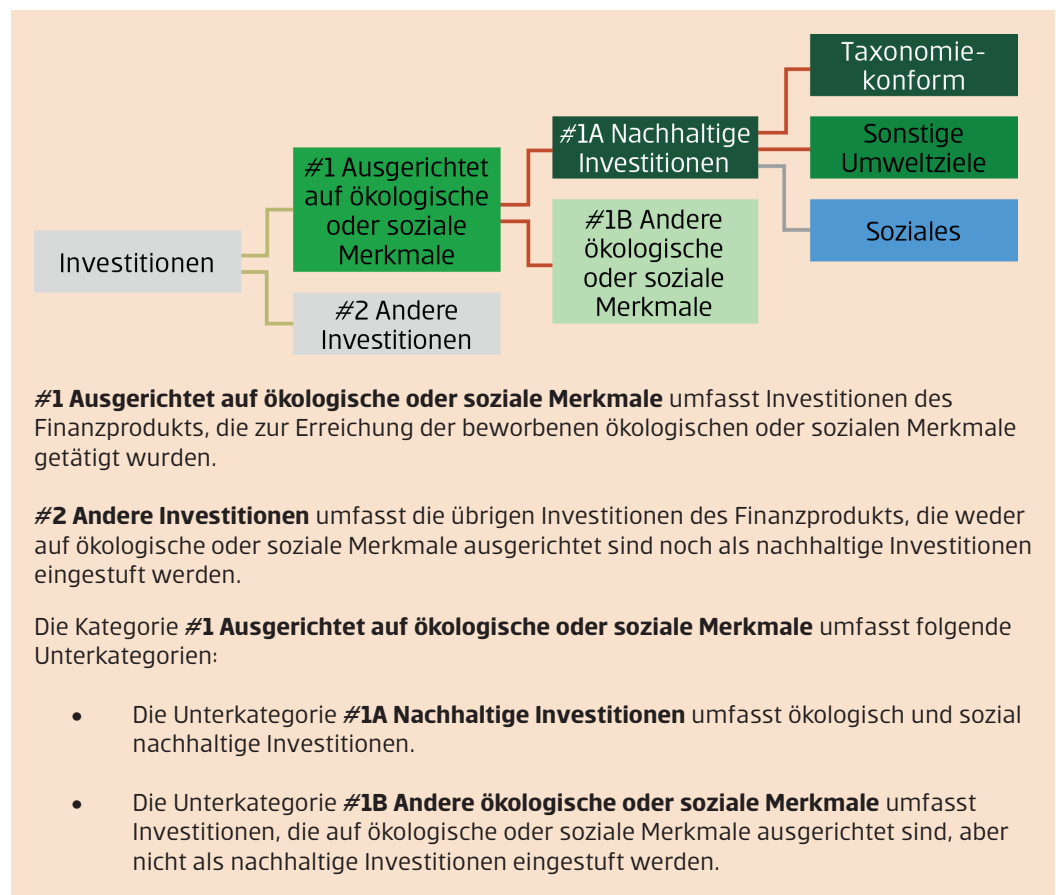 Taxonomie-
konform
#1A Nachhaltige
Investitionen
Sonstige
Umweltziele
#1 Ausgerichtet
auf ökologische
oder soziale
Merkmale
#1B Andere
ökologische
oder soziale
Merkmale
Soziales
Investitionen
#2 Andere
Investitionen
#1 Ausgerichtet auf ökologische oder soziale Merkmale umfasst Investitionen des
Finanzprodukts, die zur Erreichung der beworbenen ökologischen oder sozialen Merkmale
getätigt wurden.
#2 Andere Investitionen umfasst die übrigen Investitionen des Finanzprodukts, die weder
auf ökologische oder soziale Merkmale ausgerichtet sind noch als nachhaltige Investitionen
eingestuft werden.
Die Kategorie #1 Ausgerichtet auf ökologische oder soziale Merkmale umfasst folgende
Unterkategorien:
• Die Unterkategorie #1A Nachhaltige Investitionen umfasst ökologisch und sozial
nachhaltige Investitionen.
• Die Unterkategorie #1B Andere ökologische oder soziale Merkmale umfasst
Investitionen, die auf ökologische oder soziale Merkmale ausgerichtet sind, aber
nicht als nachhaltige Investitionen eingestuft werden.